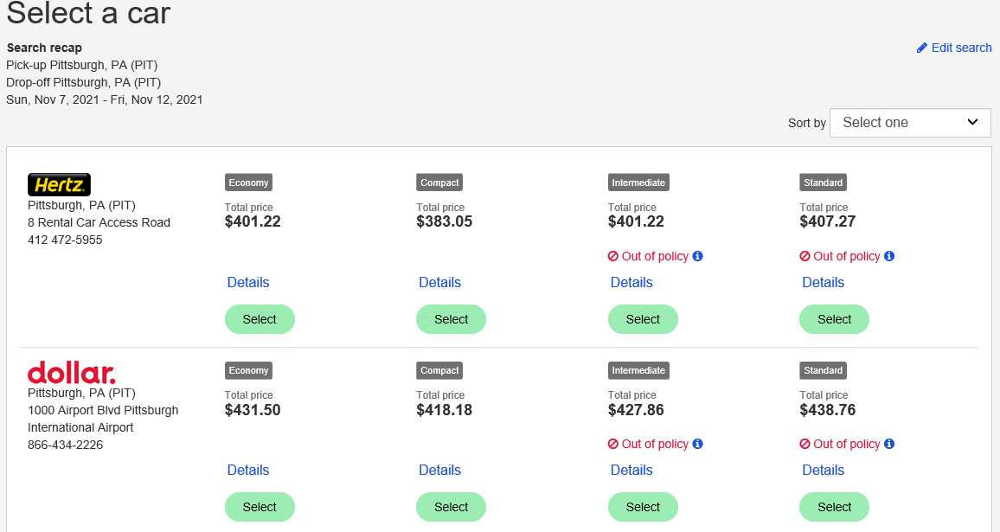 Select a car
Search recap
Edit search
Pick-up Pittsburgh, PA (PIT)
Drop-off Pittsburgh, PA (PIT)
Sun, Nov 7, 2021 - Fri, Nov 12, 2021
Sort by Select one
Hertz.
Pittsburgh, PA (PIT)
8 Rental Car Access Road
412 472-5955
Economy
Total price
$401.22
Details
Select
Compact
Total price
$383.05
Details
Select
Intermediate
Total price
$401.22
Out of policy
Details
Select
Standard
Total price
$407.27
Out of policy
Details
Select
dollar.
Pittsburgh, PA (PIT)
1000 Airport Blvd Pittsburgh
International Airport
866-434-2226
Economy
Total price
$431.50
Details
Select
Compact
Total price
$418.18
Details
Select
Intermediate
Total price
$427.86
Out of policy
Details
Select
Standard
Total price
$438.76
Out of policy
Details
Select